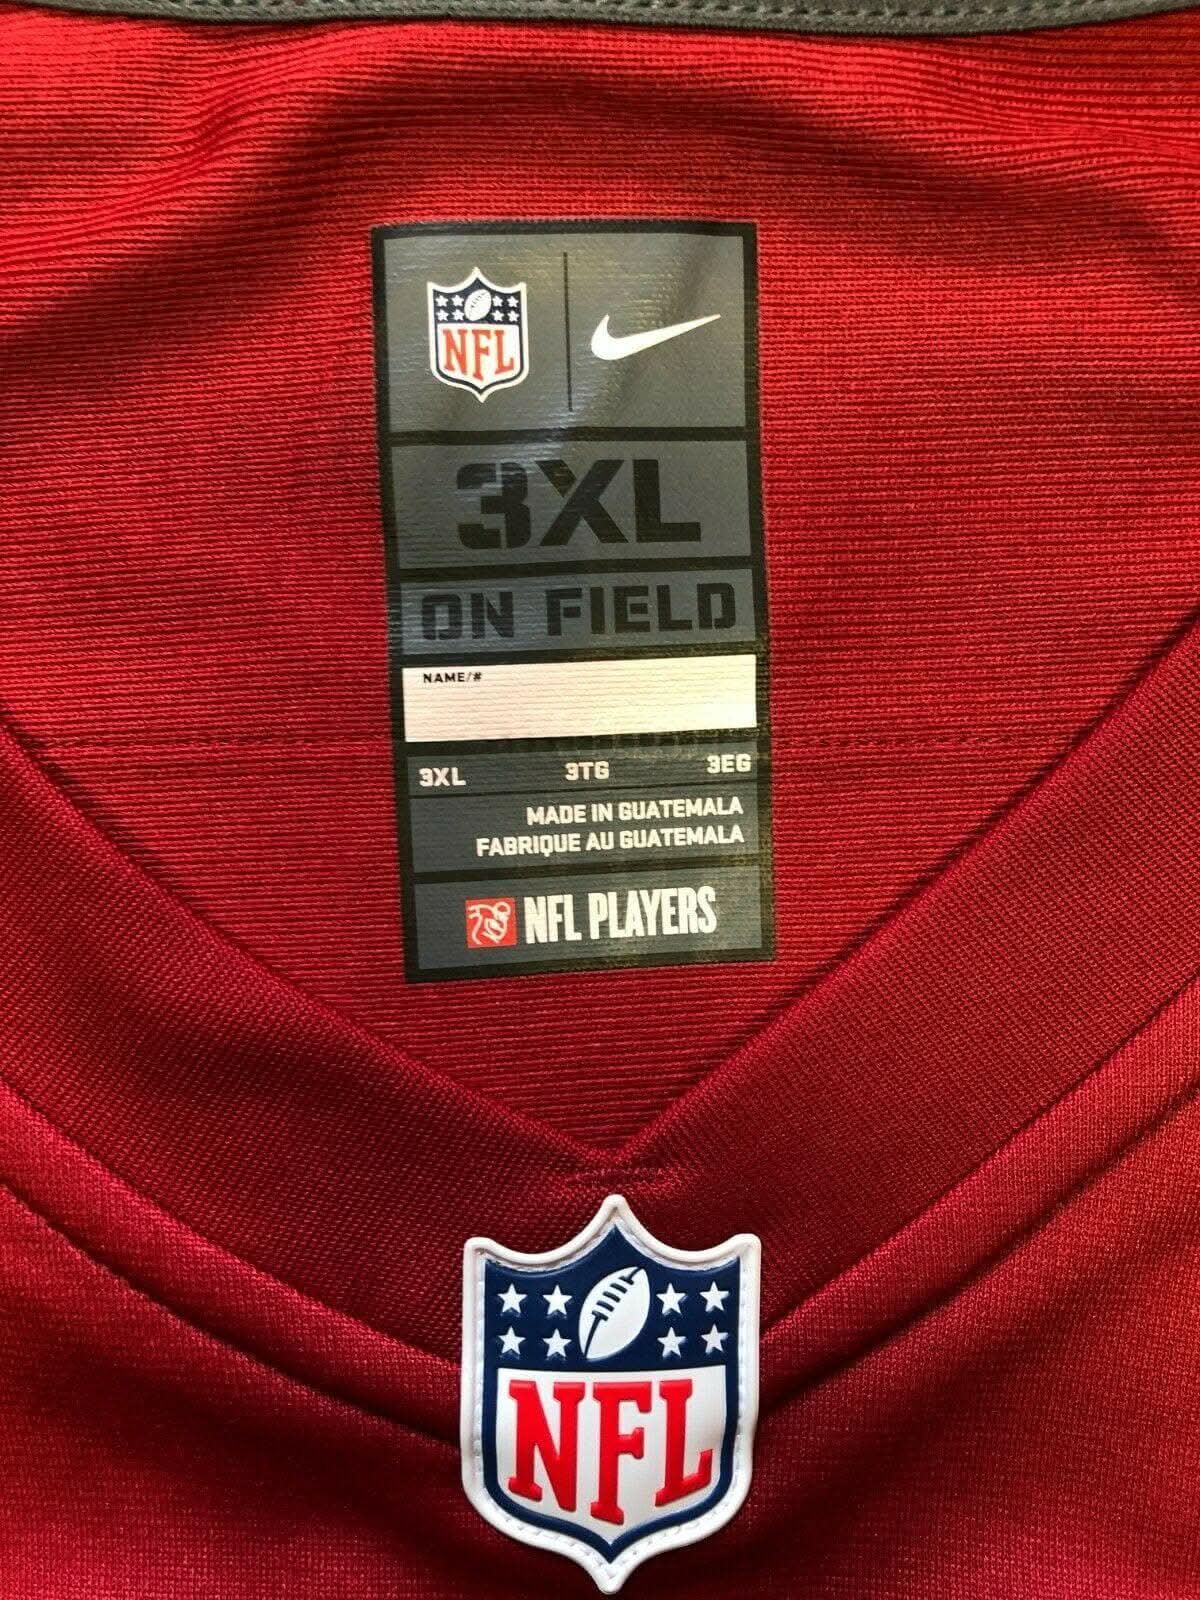 NFL
3XL
ON FIELD
NAME/#
3XL 3TG 3EG
MADE IN GUATEMALA
FABRIQUE AU GUATEMALA
NFL PLAYERS
NFL